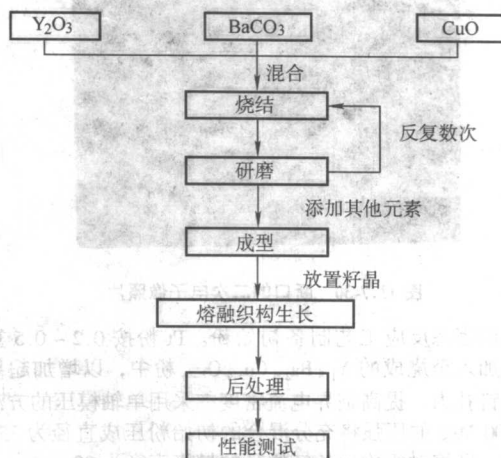 Y₂O₃ BaCO₃ CuO
混合
烧结
反复数次
研磨
添加其他元素
成型
放置籽晶
熔融织构生长
后处理
性能测试